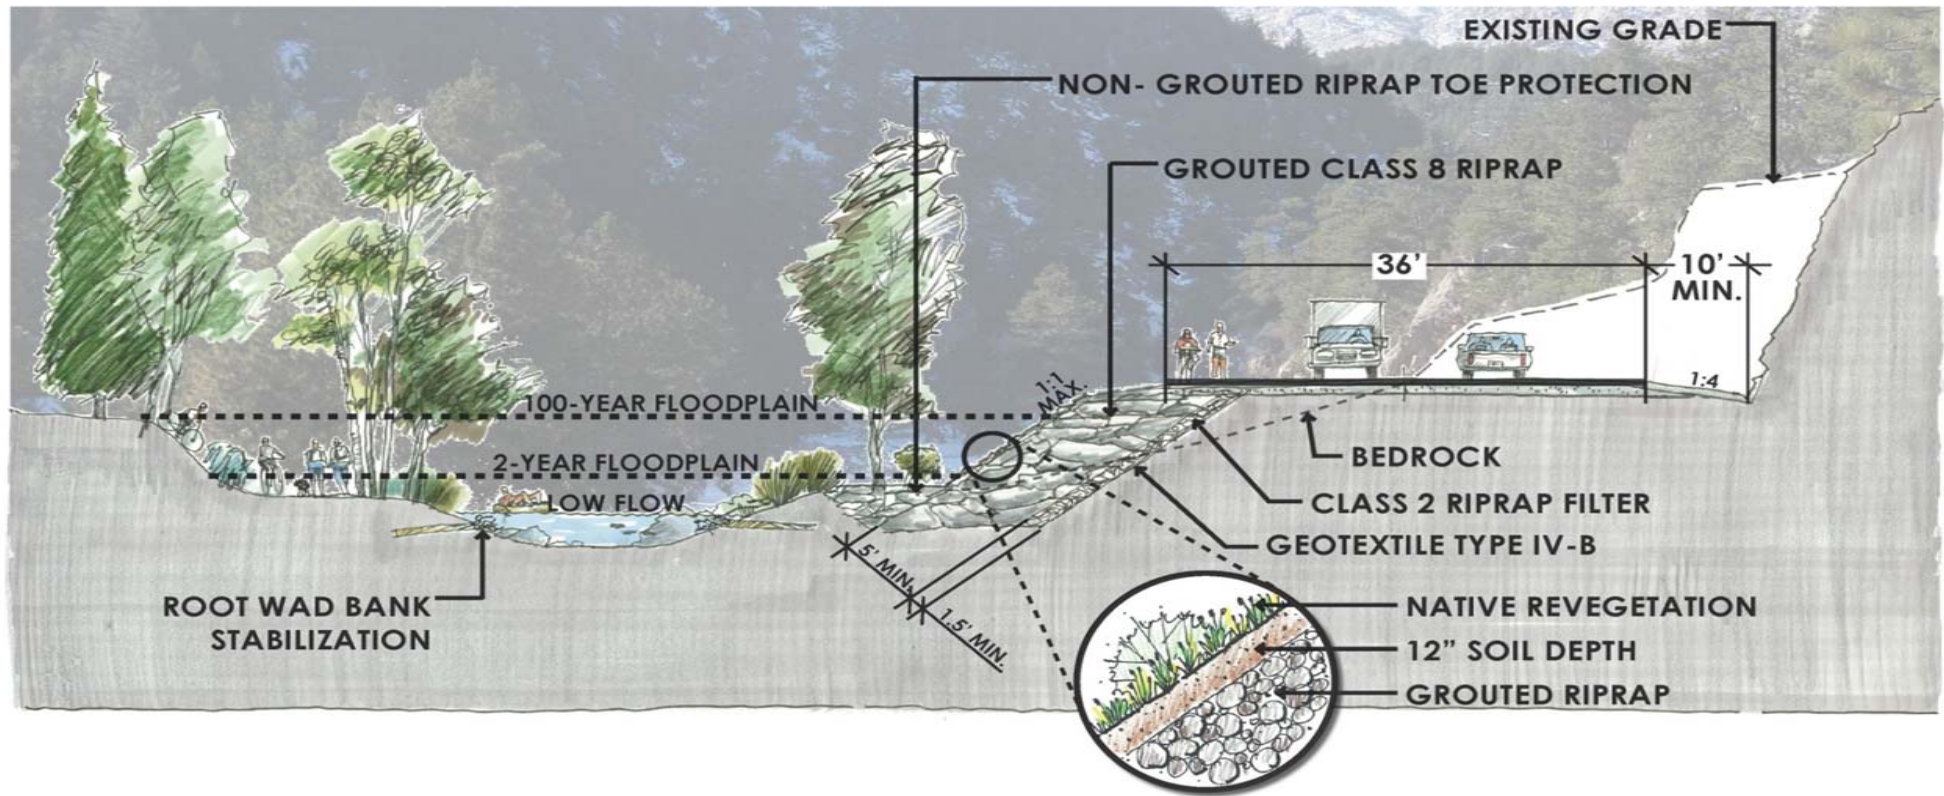 EXISTING GRADE
NON- GROUTED RIPRAP TOE PROTECTION
GROUTED CLASS 8 RIPRAP
36'
10'
MIN.
1:1
MAX.
1:4
100-YEAR FLOODPLAIN
2-YEAR FLOODPLAIN
LOW FLOW
BEDROCK
CLASS 2 RIPRAP FILTER
GEOTEXTILE TYPE IV-B
5' MIN.
1.5' MIN.
ROOT WAD BANK
STABILIZATION
NATIVE REVEGETATION
12” SOIL DEPTH
GROUTED RIPRAP